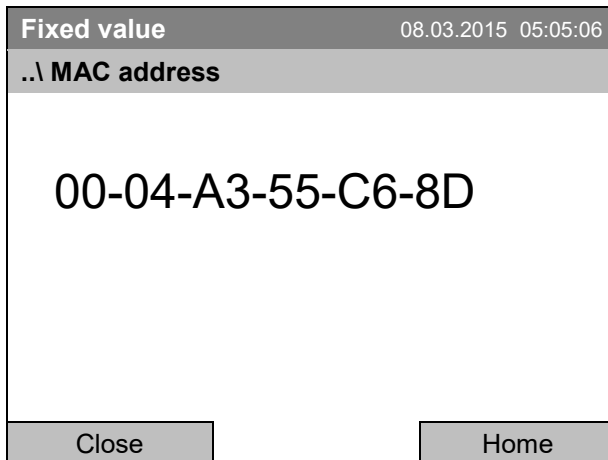 Fixed value 08.03.2015 05:05:06
..\ MAC address
00-04-A3-55-C6-8D
Close Home